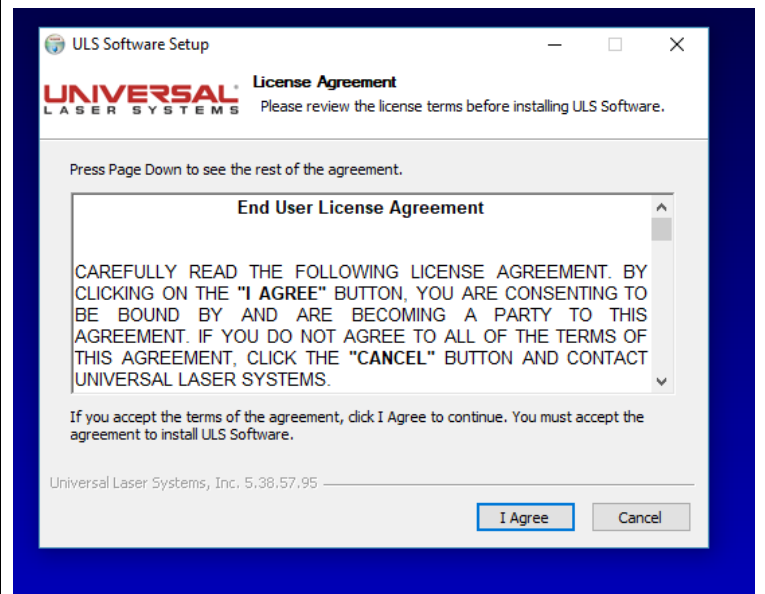 ULS Software Setup
UNIVERSAL
LASER SYSTEMS
License Agreement
Please review the license terms before installing ULS Software.
Press Page Down to see the rest of the agreement.
End User License Agreement
CAREFULLY READ THE FOLLOWING LICENSE AGREEMENT. BY
CLICKING ON THE "I AGREE" BUTTON, YOU ARE CONSENTING TO
BE BOUND BY AND ARE BECOMING A PARTY TO THIS
AGREEMENT. IF YOU DO NOT AGREE TO ALL OF THE TERMS OF
THIS AGREEMENT, CLICK THE "CANCEL" BUTTON AND CONTACT
UNIVERSAL LASER SYSTEMS.
If you accept the terms of the agreement, click I Agree to continue. You must accept the
agreement to install ULS Software.
Universal Laser Systems, Inc. 5.38.57.95
I Agree Cancel